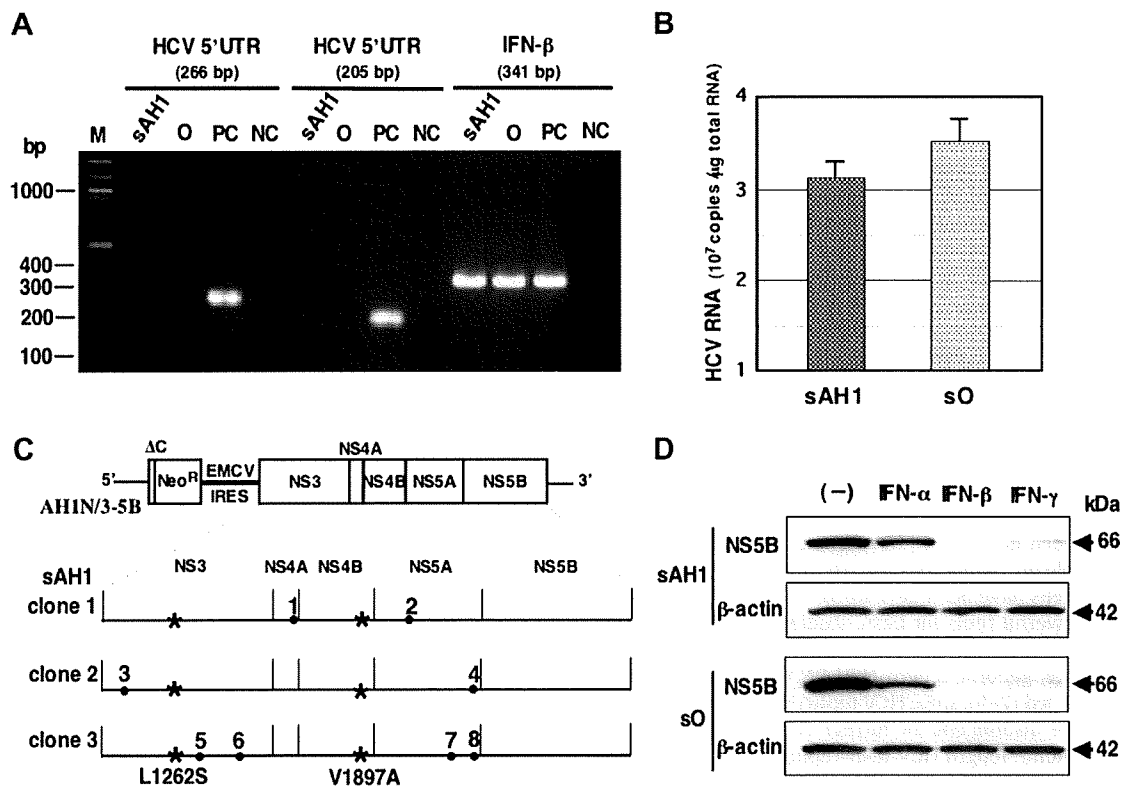 A
HCV 5'UTR
(266 bp)
HCV 5'UTR
(205 bp)
IFN-β
(341 bp)
M sAH1 O PC NC sAH1 O PC NC sAH1 O PC NC
bp
1000
400
300
200
100
B
HCV RNA (10⁷ copies /μg total RNA)
4
3
2
1
sAH1 sO
C
ΔC NS4A
5' Neoᴿ EMCV IRES NS3 NS4B NS5A NS5B 3'
AH1N/3-5B
sAH1 NS3 NS4A NS4B NS5A NS5B
clone 1 * 1 * 2
clone 2 3 * * 4
clone 3 * 5 6 * 7 8
L1262S V1897A
D
(−) IFN-α IFN-β IFN-γ kDa
sAH1
NS5B 66
β-actin 42
sO
NS5B 66
β-actin 42